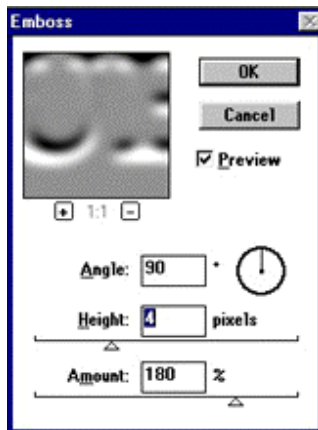 Emboss
OK
Cancel
Preview
+ 1:1 -
Angle: 90 °
Height: 4 pixels
Amount: 180 %